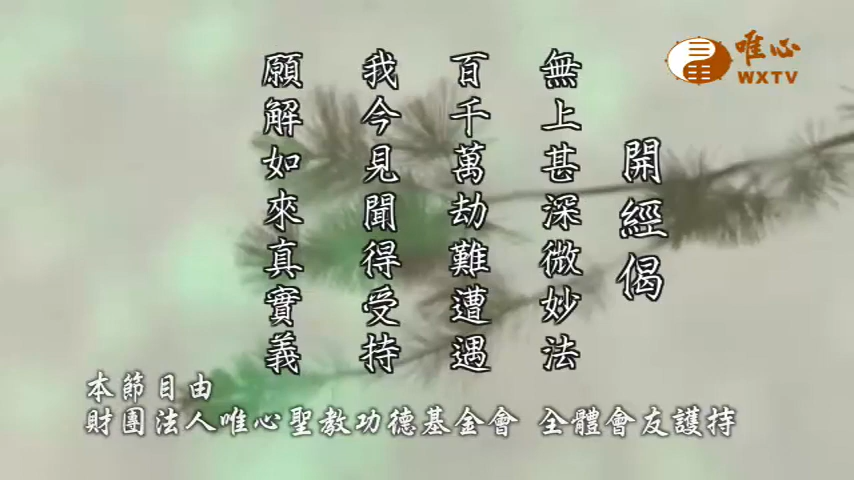 開經偈
無上甚深微妙法
百千萬劫難遭遇
我今見聞得受持
願解如來真實義
本節目由
財團法人唯心聖教功德基金會 全體會友護持
唯心
WXTV